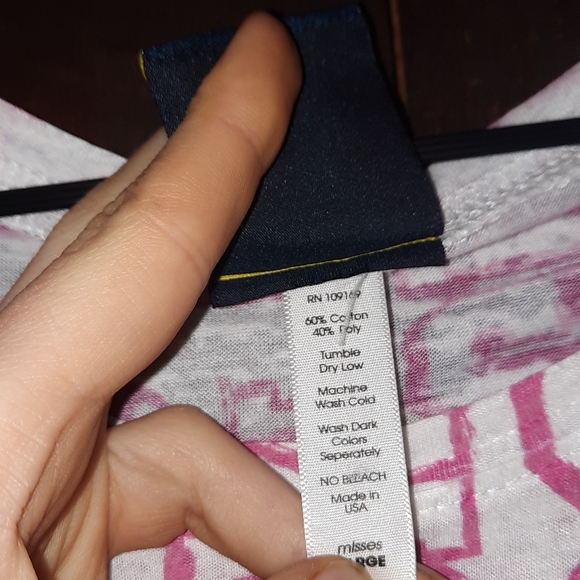 RN 109169
60% Cotton
40% Poly
Tumble
Dry Low
Machine
Wash Cold
Wash Dark
Colors
Seperately
NO BLEACH
Made in
USA
misses